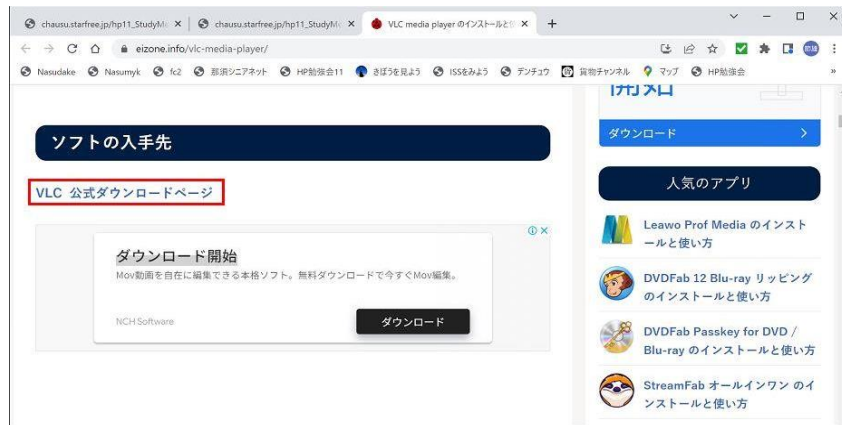 chausu.starfree.jp/hp11_StudyMo
chausu.starfree.jp/hp11_StudyMo
VLC media player のインストールと
eizone.info/vlc-media-player/
Nasudake
Nasumyk
fc2
那須シニアネット
HP勉強会11
きぼうを見よう
ISSをみよう
デンチュウ
貨物チャンネル
マップ
HP勉強会
»
開始
ダウンロード
ソフトの入手先
VLC 公式ダウンロードページ
ダウンロード開始
Mov動画を自在に編集できる本格ソフト。無料ダウンロードで今すぐMov編集。
NCH Software
ダウンロード
人気のアプリ
Leawo Prof Media のインスト
ールと使い方
DVDFab 12 Blu-ray リッピング
のインストールと使い方
DVDFab Passkey for DVD /
Blu-ray のインストールと使い方
StreamFab オールインワン のイ
ンストールと使い方